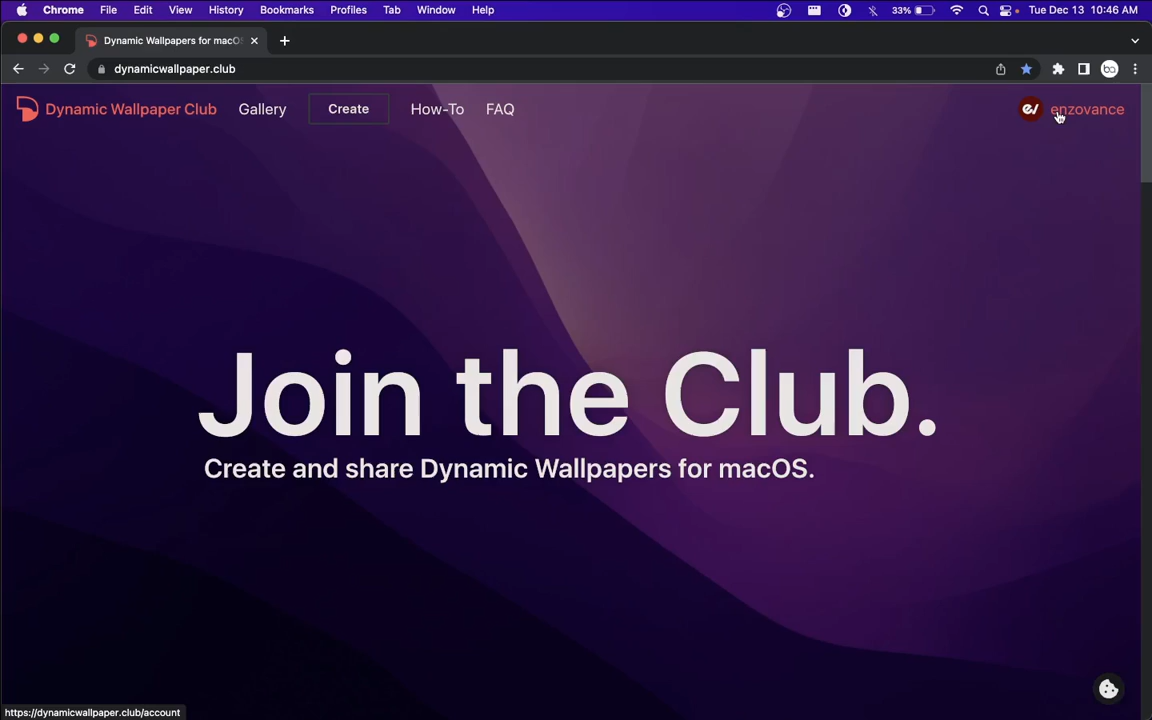 Chrome File Edit View History Bookmarks Profiles Tab Window Help 33% Tue Dec 13 10:46 AM
Dynamic Wallpapers for macOS
dynamicwallpaper.club
Dynamic Wallpaper Club Gallery Create How-To FAQ ev enzovance
Join the Club.
Create and share Dynamic Wallpapers for macOS.
https://dynamicwallpaper.club/account